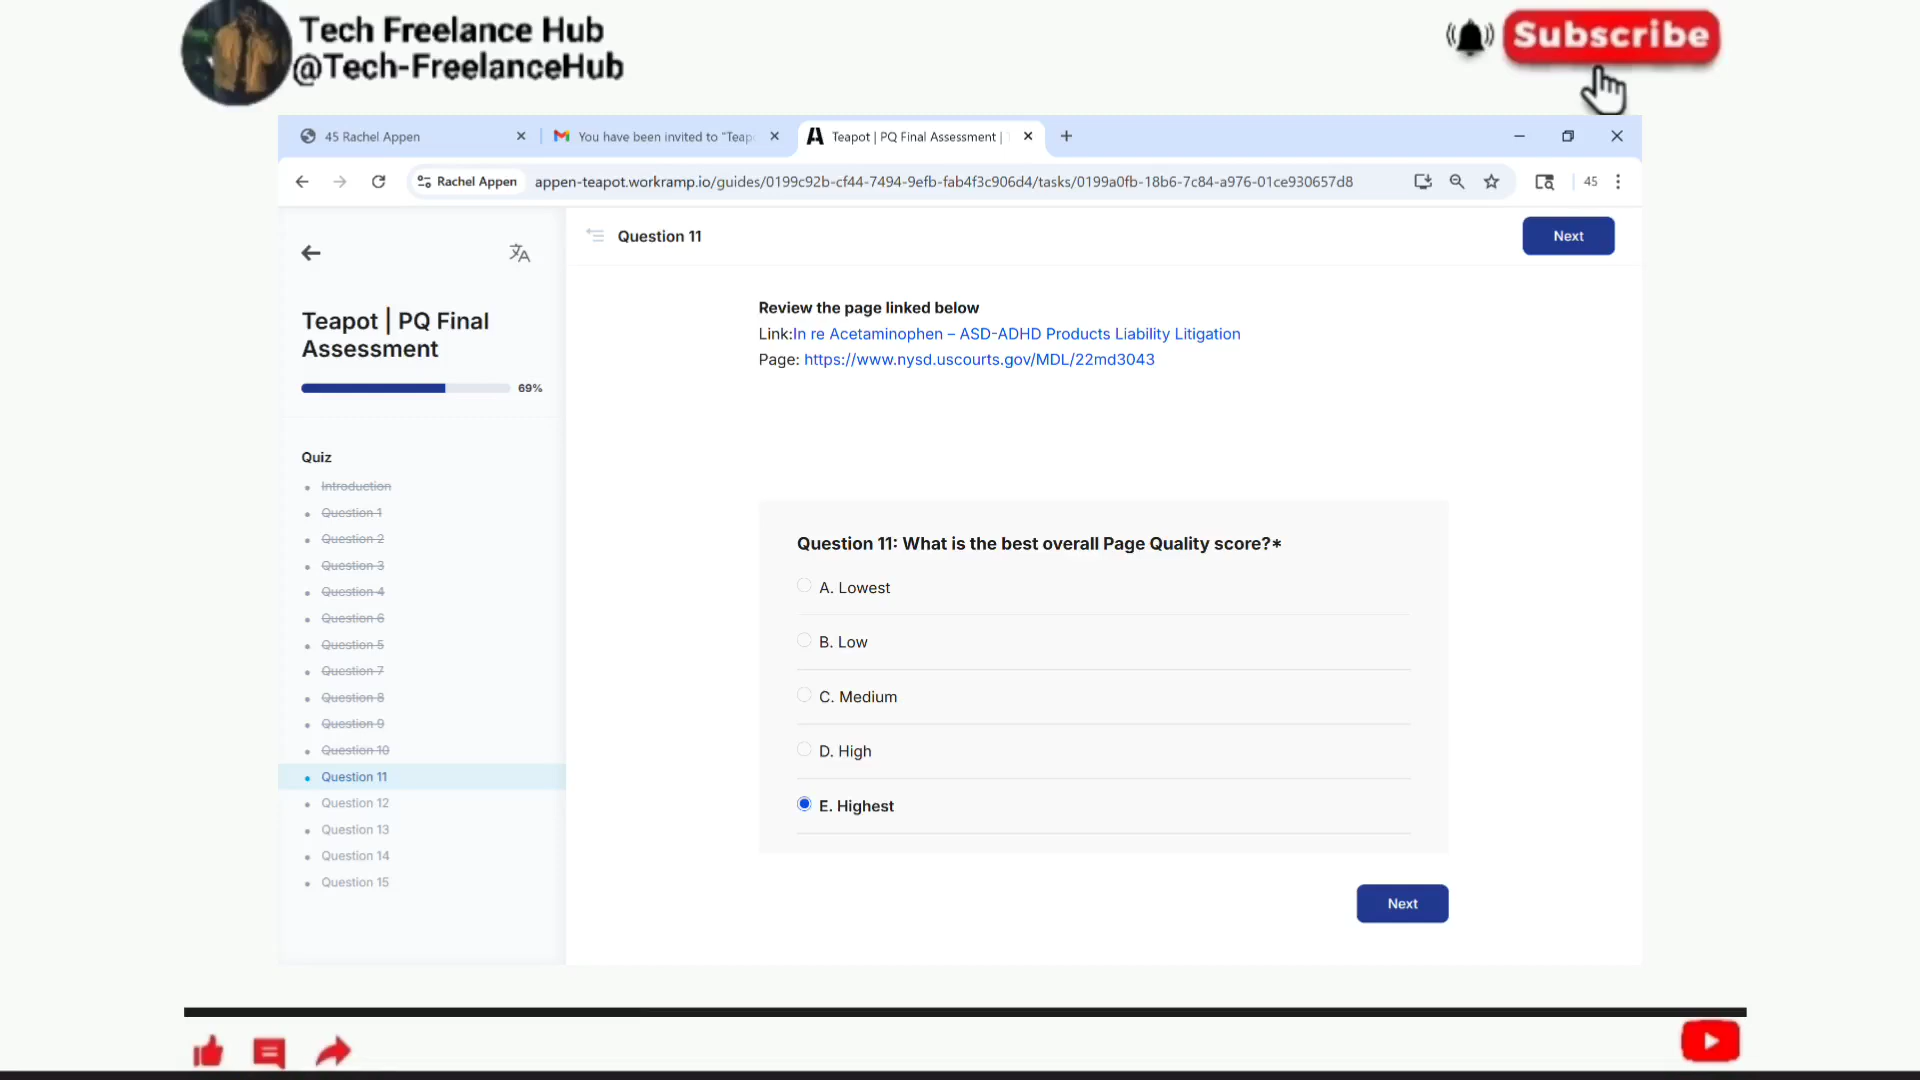 Tech Freelance Hub
@Tech-FreelanceHub
Subscribe
45 Rachel Appen
You have been invited to "Teap
Teapot | PQ Final Assessment |
Rachel Appen
appen-teapot.workramp.io/guides/0199c92b-cf44-7494-9efb-fab4f3c906d4/tasks/0199a0fb-18b6-7c84-a976-01ce930657d8
45
Question 11
Next
Teapot | PQ Final
Assessment
69%
Quiz
Introduction
Question 1
Question 2
Question 3
Question 4
Question 6
Question 5
Question 7
Question 8
Question 9
Question 10
Question 11
Question 12
Question 13
Question 14
Question 15
Review the page linked below
Link:In re Acetaminophen – ASD-ADHD Products Liability Litigation
Page: https://www.nysd.uscourts.gov/MDL/22md3043
Question 11: What is the best overall Page Quality score?*
A. Lowest
B. Low
C. Medium
D. High
E. Highest
Next